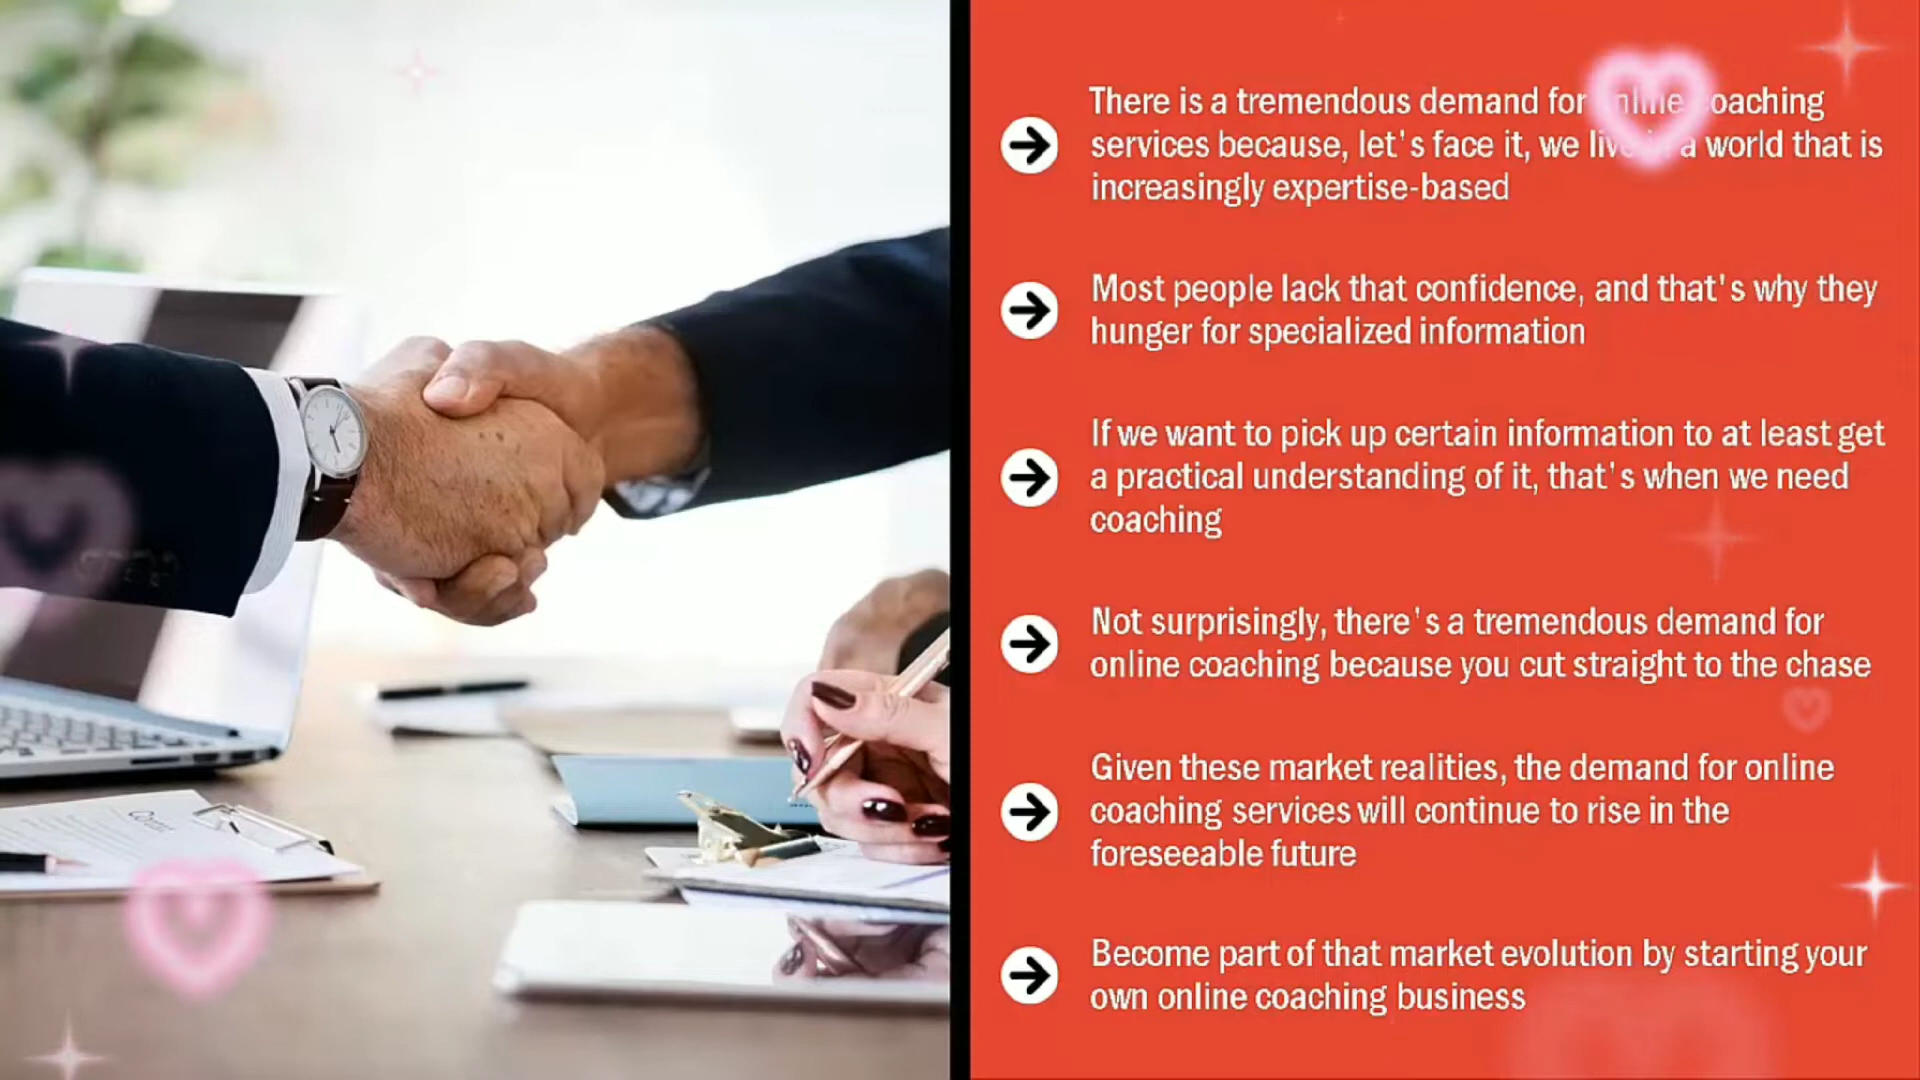 There is a tremendous demand for online coaching
services because, let's face it, we live in a world that is
increasingly expertise-based
Most people lack that confidence, and that's why they
hunger for specialized information
If we want to pick up certain information to at least get
a practical understanding of it, that's when we need
coaching
Not surprisingly, there's a tremendous demand for
online coaching because you cut straight to the chase
Given these market realities, the demand for online
coaching services will continue to rise in the
foreseeable future
Become part of that market evolution by starting your
own online coaching business